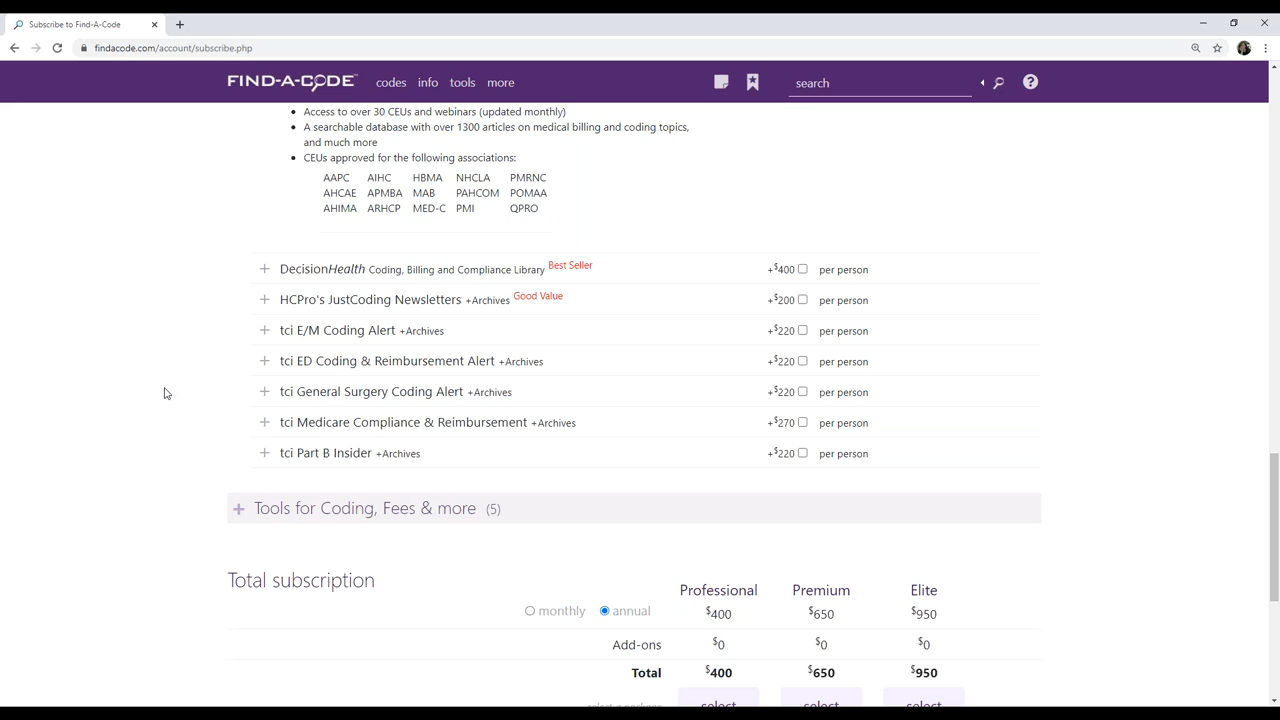 Subscribe to Find-A-Code
findacode.com/account/subscribe.php
FIND-A-CODE codes info tools more search
• Access to over 30 CEUs and webinars (updated monthly)
• A searchable database with over 1300 articles on medical billing and coding topics,
and much more
• CEUs approved for the following associations:
AAPC AIHC HBMA NHCLA PMRNC
AHCAE APMBA MAB PAHCOM POMAA
AHIMA ARHCP MED-C PMI QPRO
DecisionHealth Coding, Billing and Compliance Library Best Seller +$400 per person
HCPro's JustCoding Newsletters +Archives Good Value +$200 per person
tci E/M Coding Alert +Archives +$220 per person
tci ED Coding & Reimbursement Alert +Archives +$220 per person
tci General Surgery Coding Alert +Archives +$220 per person
tci Medicare Compliance & Reimbursement +Archives +$270 per person
tci Part B Insider +Archives +$220 per person
+ Tools for Coding, Fees & more (5)
Total subscription
Professional Premium Elite
monthly annual $400 $650 $950
Add-ons $0 $0 $0
Total $400 $650 $950
select select select